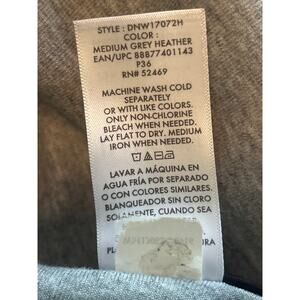 STYLE : DNW17072H
COLOR :
MEDIUM GREY HEATHER
EAN/UPC 88877401143
P36
RN# 52469
MACHINE WASH COLD
SEPARATELY
OR WITH LIKE COLORS.
ONLY NON-CHLORINE
BLEACH WHEN NEEDED.
LAY FLAT TO DRY. MEDIUM
IRON WHEN NEEDED.
LAVAR A MÁQUINA EN
AGUA FRÍA POR SEPARADO
O CON COLORES SIMILARES.
BLANQUEADOR SIN CLORO
SOLAMENTE, CUANDO SEA